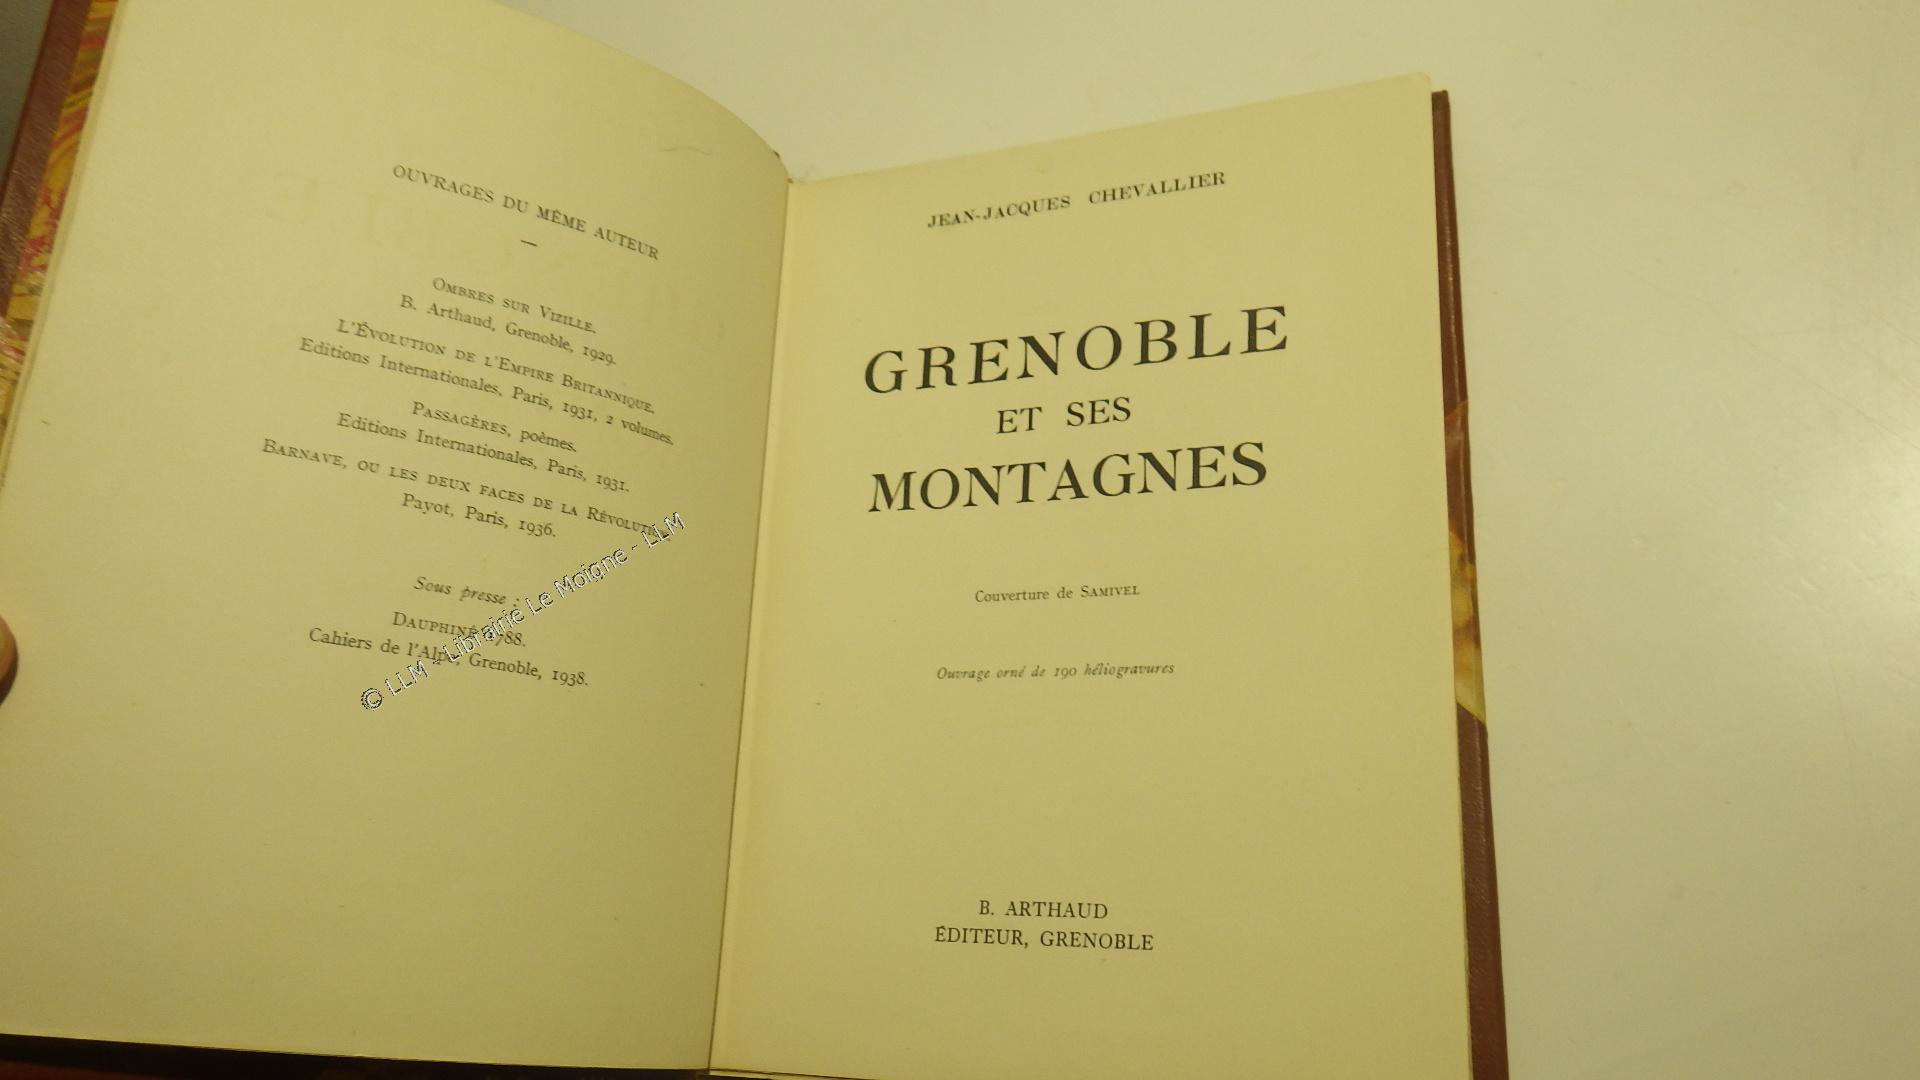 OUVRAGES DU MÊME AUTEUR
—
OMBRES SUR VIZILLE.
B. Arthaud, Grenoble, 1929.
L'ÉVOLUTION DE L'EMPIRE BRITANNIQUE.
Editions Internationales, Paris, 1931, 2 volumes.
PASSAGÈRES, poèmes.
Editions Internationales, Paris, 1931.
BARNAVE, OU LES DEUX FACES DE LA
Payot, Paris, 1936.
Sous presse :
DAUPHINÉ 1788.
Cahiers de l'Alpe, Grenoble, 1938.
© LLM - Librairie Le Moigne - LLM
JEAN-JACQUES CHEVALLIER
GRENOBLE
ET SES
MONTAGNES
Couverture de SAMIVEL
Ouvrage orné de 190 héliogravures
B. ARTHAUD
ÉDITEUR, GRENOBLE